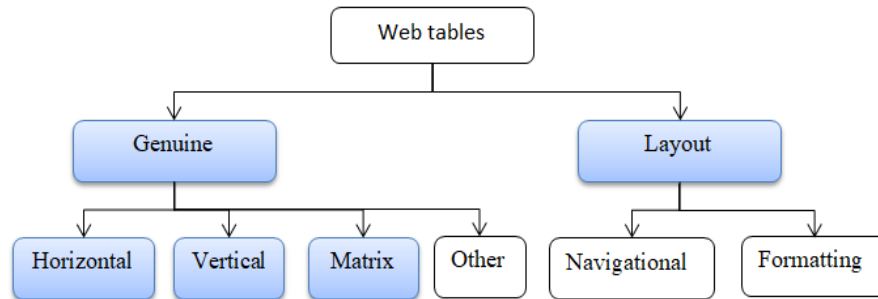 Web tables
Genuine
Layout
Horizontal
Vertical
Matrix
Other
Navigational
Formatting